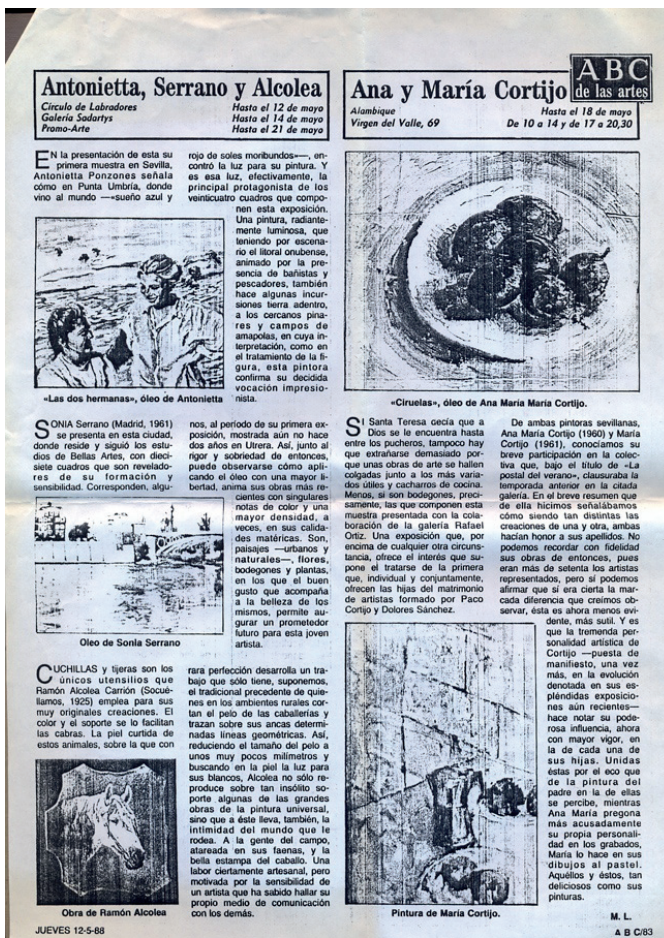 ABC
de las artes
Antonietta, Serrano y Alcolea
Círculo de Labradores Hasta el 12 de mayo
Galería Sodartys Hasta el 14 de mayo
Promo-Arte Hasta el 21 de mayo
EN la presentación de esta su
primera muestra en Sevilla,
Antonietta Ponzones señala
cómo en Punta Umbría, donde
vino al mundo —«sueño azul y
rojo de soles moribundos»—, en-
contró la luz para su pintura. Y
es esa luz, efectivamente, la
principal protagonista de los
veinticuatro cuadros que compo-
nen esta exposición.
Una pintura, radiante-
mente luminosa, que
teniendo por escena-
rio el litoral onubense,
animado por la pre-
sencia de bañistas y
pescadores, también
hace algunas incur-
siones tierra adentro,
a los cercanos pina-
res y campos de
amapolas, en cuya in-
terpretación, como en
el tratamiento de la fi-
gura, esta pintora
confirma su decidida
vocación impresio-
nista.
«Las dos hermanas», óleo de Antonietta
SONIA Serrano (Madrid, 1961)
se presenta en esta ciudad,
donde reside y siguió los estu-
dios de Bellas Artes, con dieci-
siete cuadros que son revelado-
res de su formación y
sensibilidad. Corresponden, algu-
nos, al período de su primera ex-
posición, mostrada aún no hace
dos años en Utrera. Así, junto al
rigor y sobriedad de entonces,
puede observarse cómo apli-
cando el óleo con una mayor li-
bertad, anima sus obras más re-
cientes con singulares
notas de color y una
mayor densidad, a
veces, en sus calida-
des matéricas. Son,
paisajes —urbanos y
naturales—, flores,
bodegones y plantas,
en los que el buen
gusto que acompaña
a la belleza de los
mismos, permite au-
gurar un prometedor
futuro para esta joven
artista.
Oleo de Sonia Serrano
CUCHILLAS y tijeras son los
únicos utensilios que
Ramón Alcolea Carrión (Socué-
llamos, 1925) emplea para sus
muy originales creaciones. El
color y el soporte se lo facilitan
las cabras. La piel curtida de
estos animales, sobre la que con
rara perfección desarrolla un tra-
bajo que sólo tiene, suponemos,
el tradicional precedente de quie-
nes en los ambientes rurales cor-
tan el pelo de las caballerías y
trazan sobre sus ancas determi-
nadas líneas geométricas. Así,
reduciendo el tamaño del pelo a
unos muy pocos milímetros y
buscando en la piel la luz para
sus blancos, Alcolea no sólo re-
produce sobre tan insólito so-
porte algunas de las grandes
obras de la pintura universal,
sino que a éste lleva, también, la
intimidad del mundo que le
rodea. A la gente del campo,
atareada en sus faenas, y la
bella estampa del caballo. Una
labor ciertamente artesanal, pero
motivada por la sensibilidad de
un artista que ha sabido hallar su
propio medio de comunicación
con los demás.
Obra de Ramón Alcolea
Ana y María Cortijo
Alambique Hasta el 18 de mayo
Virgen del Valle, 69 De 10 a 14 y de 17 a 20,30
«Ciruelas», óleo de Ana María María Cortijo.
SI Santa Teresa cecía que a
Dios se le encuentra hasta
entre los pucheros, tampoco hay
que extrañarse demasiado por-
que unas obras de arte se hallen
colgadas junto a los más varia-
dos útiles y cacharros de cocina.
Menos, si son bodegones, preci-
samente, las que componen esta
muestra presentada con la cola-
boración de la galería Rafael
Ortiz. Una exposición que, por
encima de cualquier otra circuns-
tancia, ofrece el interés que su-
pone el tratarse de la primera
que, individual y conjuntamente,
ofrecen las hijas del matrimonio
de artistas formado por Paco
Cortijo y Dolores Sánchez.
De ambas pintoras sevillanas,
Ana María Cortijo (1960) y María
Cortijo (1961), conocíamos su
breve participación en la colec-
tiva que, bajo el título de «La
postal del verano», clausuraba la
temporada anterior en la citada
galería. En el breve resumen que
de ella hicimos señalábamos
cómo siendo tan distintas las
creaciones de una y otra, ambas
hacían honor a sus apellidos. No
podemos recordar con fidelidad
sus obras de entonces, pues
eran más de setenta los artistas
representados, pero sí podemos
afirmar que si era cierta la mar-
cada diferencia que creímos ob-
servar, ésta es ahora menos evi-
dente, más sutil. Y es
que la tremenda per-
sonalidad artística de
Cortijo —puesta de
manifiesto, una vez
más, en la evolución
denotada en sus es-
pléndidas exposicio-
nes aún recientes—
hace notar su pode-
rosa influencia, ahora
con mayor vigor, en
la de cada una de
sus hijas. Unidas
éstas por el eco que
de la pintura del
padre en la de ellas
se percibe, mientras
Ana María pregona
más acusadamente
su propia personali-
dad en los grabados,
María lo hace en sus
dibujos al pastel.
Aquéllos y éstos, tan
deliciosos como sus
pinturas.
M. L.
Pintura de María Cortijo.
JUEVES 12-5-88
A B C/83